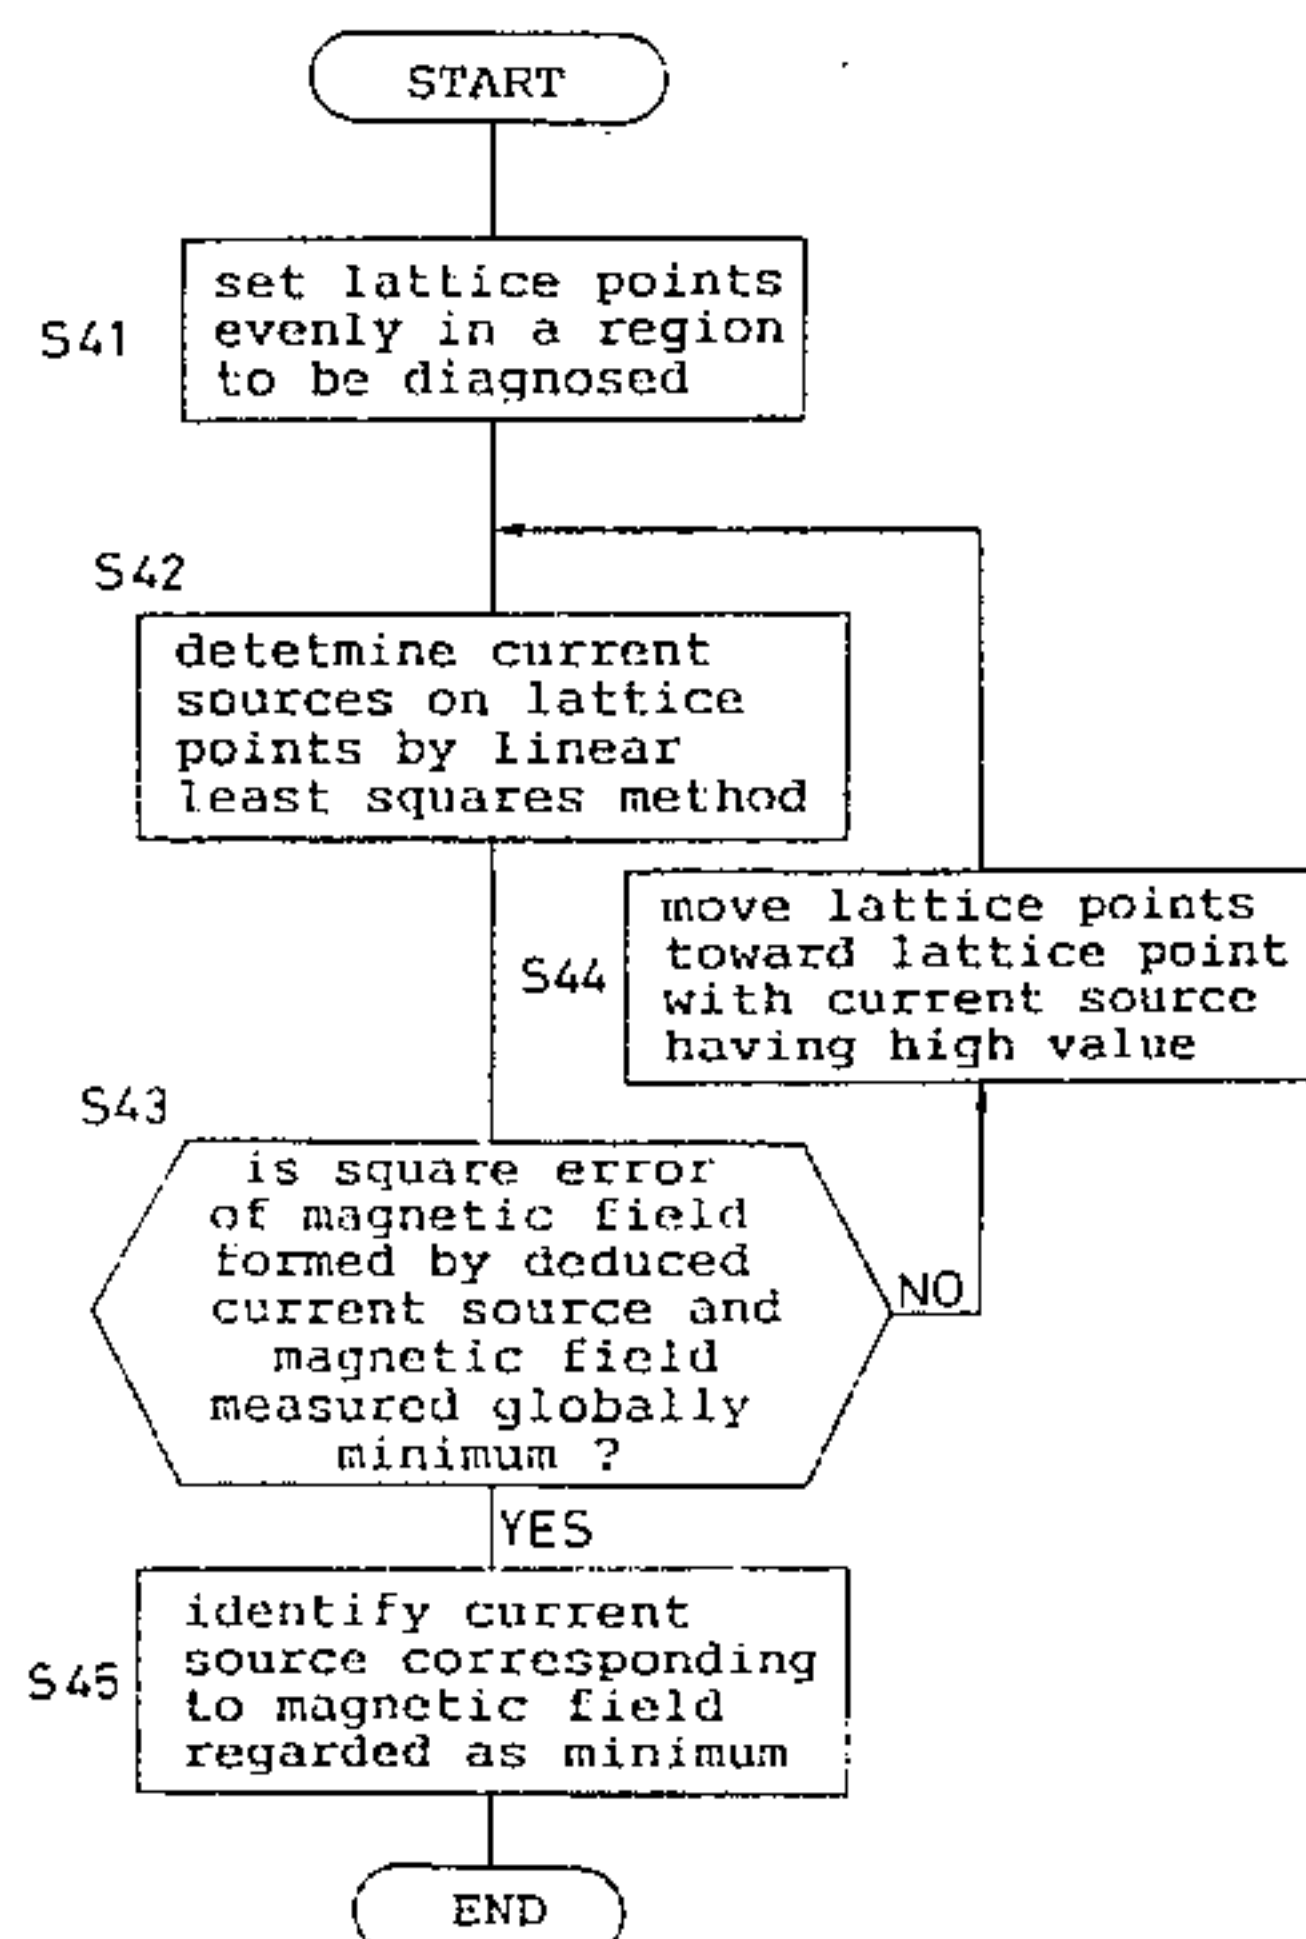 START
S41
set lattice points
evenly in a region
to be diagnosed
S42
detetmine current
sources on lattice
points by linear
least squares method
S44
move lattice points
toward lattice point
with current source
having high value
S43
is square error
of magnetic field
formed by deduced
current source and
magnetic field
measured globally
minimum ?
NO
YES
S45
identify current
source corresponding
to magnetic field
regarded as minimum
END